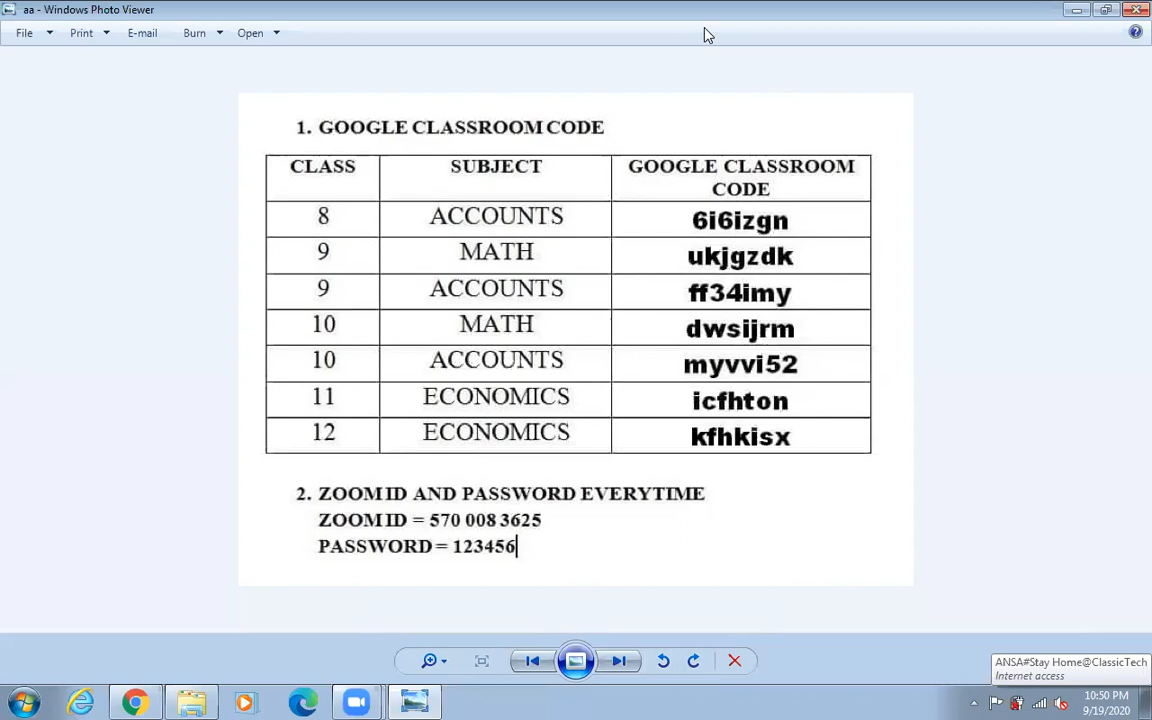 aa - Windows Photo Viewer
File Print E-mail Burn Open
1. GOOGLE CLASSROOM CODE
CLASS SUBJECT GOOGLE CLASSROOM
CODE
8 ACCOUNTS 6i6izgn
9 MATH ukjgzdk
9 ACCOUNTS ff34imy
10 MATH dwsijrm
10 ACCOUNTS myvvi52
11 ECONOMICS icfhton
12 ECONOMICS kfhkisx
2. ZOOM ID AND PASSWORD EVERYTIME
ZOOM ID = 570 008 3625
PASSWORD = 123456
ANSA#Stay Home@ClassicTech
Internet access
10:50 PM
9/19/2020